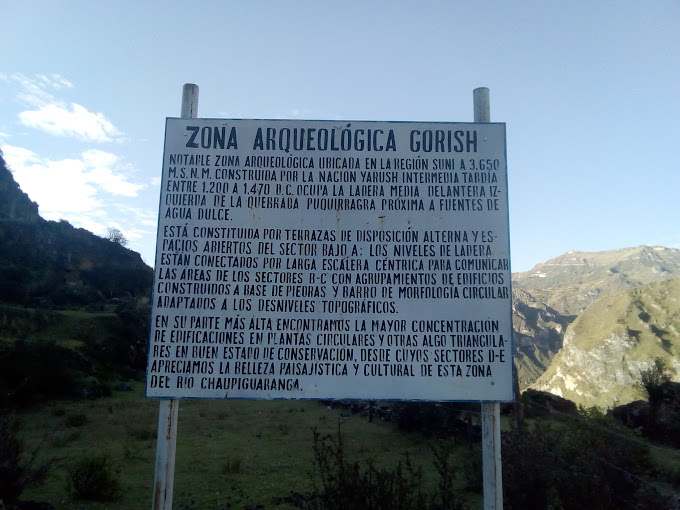 ZONA ARQUEOLÓGICA GORISH
NOTABLE ZONA ARQUEOLÓGICA UBICADA EN LA REGIÓN SUNI A 3.650
M.S.N.M. CONSTRUIDA POR LA NACIÓN YARUSH INTERMEDIA TARDÍA
ENTRE 1.200 A 1.470 D.C. OCUPA LA LADERA MEDIA DELANTERA IZ-
QUIERDA DE LA QUEBRADA PUQUIRRAGRA PRÓXIMA A FUENTES DE
AGUA DULCE.
ESTÁ CONSTITUIDA POR TERRAZAS DE DISPOSICIÓN ALTERNA Y ES-
PACIOS ABIERTOS DEL SECTOR BAJO A: LOS NIVELES DE LADERA
ESTÁN CONECTADOS POR LARGA ESCALERA CÉNTRICA PARA COMUNICAR
LAS AREAS DE LOS SECTORES B-C CON AGRUPAMIENTOS DE EDIFICIOS
CONSTRUIDOS A BASE DE PIEDRAS Y BARRO DE MORFOLOGÍA CIRCULAR
ADAPTADOS A LOS DESNIVELES TOPOGRÁFICOS.
EN SU PARTE MÁS ALTA ENCONTRAMOS LA MAYOR CONCENTRACIÓN
DE EDIFICACIONES EN PLANTAS CIRCULARES Y OTRAS ALGO TRIANGULA-
RES EN BUEN ESTADO DE CONSERVACIÓN, DESDE CUYOS SECTORES D-E
APRECIAMOS LA BELLEZA PAISAJÍSTICA Y CULTURAL DE ESTA ZONA
DEL RÍO CHAUPIGUARANGA.